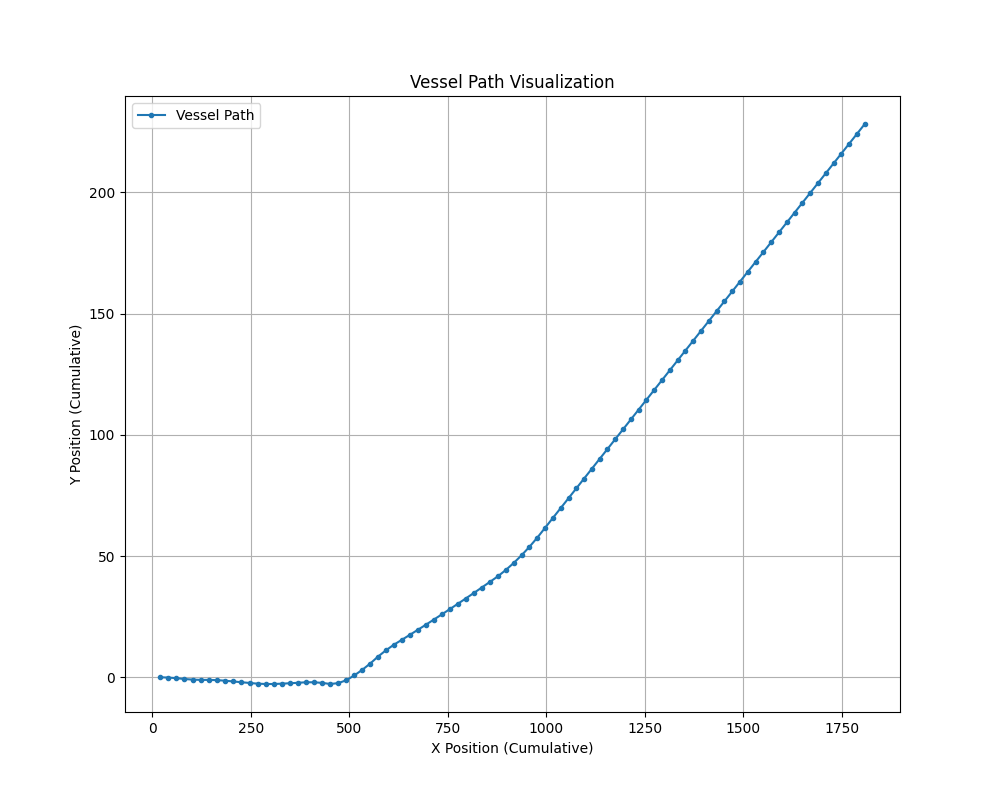 Vessel Path Visualization
Vessel Path
Y Position (Cumulative)
200
150
100
50
0
0 250 500 750 1000 1250 1500 1750
X Position (Cumulative)